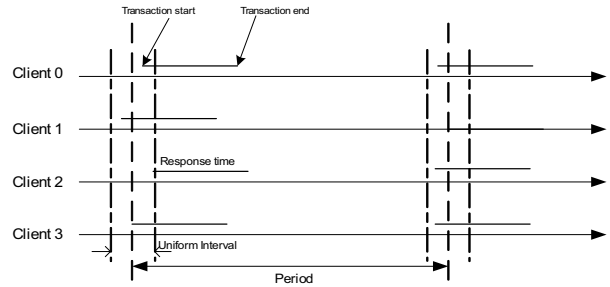 Transaction start
Transaction end
Client 0
Client 1
Response time
Client 2
Client 3
Uniform Interval
Period